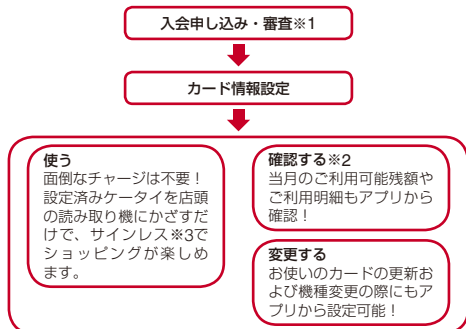 入会申し込み・審査※1
カード情報設定
使う
面倒なチャージは不要！
設定済みケータイを店頭
の読み取り機にかざすだ
けで、サインレス※3で
ショッピングが楽しめ
ます。
確認する※2
当月のご利用可能残額や
ご利用明細もアプリから
確認！
変更する
お使いのカードの更新お
よび機種変更の際にもア
プリから設定可能！